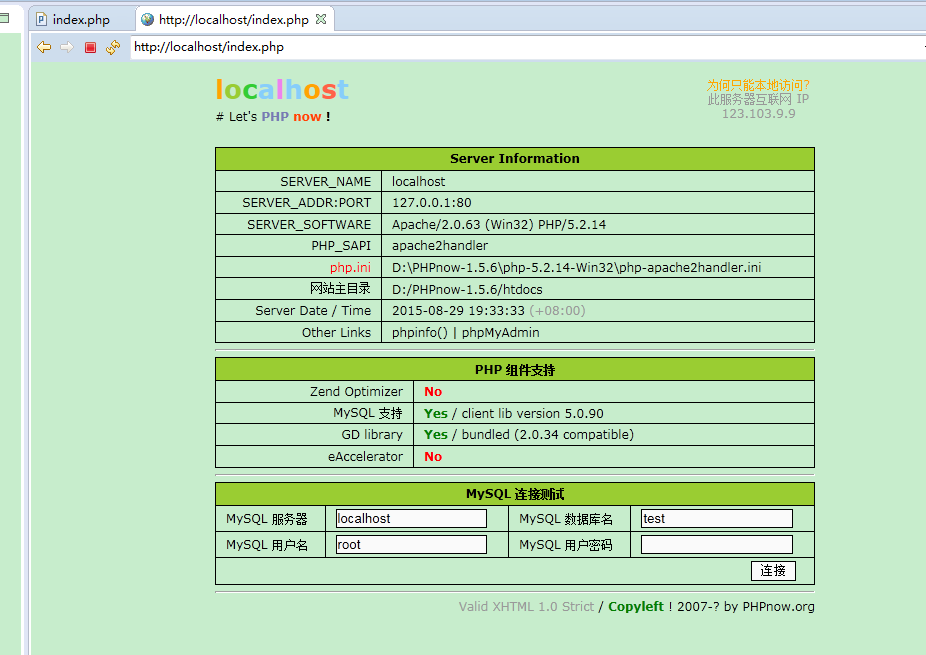 index.php
http://localhost/index.php
http://localhost/index.php
localhost
为何只能本地访问?
此服务器互联网 IP
123.103.9.9
# Let's PHP now !
Server Information
SERVER_NAME localhost
SERVER_ADDR:PORT 127.0.0.1:80
SERVER_SOFTWARE Apache/2.0.63 (Win32) PHP/5.2.14
PHP_SAPI apache2handler
php.ini D:\PHPnow-1.5.6\php-5.2.14-Win32\php-apache2handler.ini
网站主目录 D:/PHPnow-1.5.6/htdocs
Server Date / Time 2015-08-29 19:33:33 (+08:00)
Other Links phpinfo() | phpMyAdmin
PHP 组件支持
Zend Optimizer No
MySQL 支持 Yes / client lib version 5.0.90
GD library Yes / bundled (2.0.34 compatible)
eAccelerator No
MySQL 连接测试
MySQL 服务器 localhost MySQL 数据库名 test
MySQL 用户名 root MySQL 用户密码
连接
Valid XHTML 1.0 Strict / Copyleft ! 2007-? by PHPnow.org